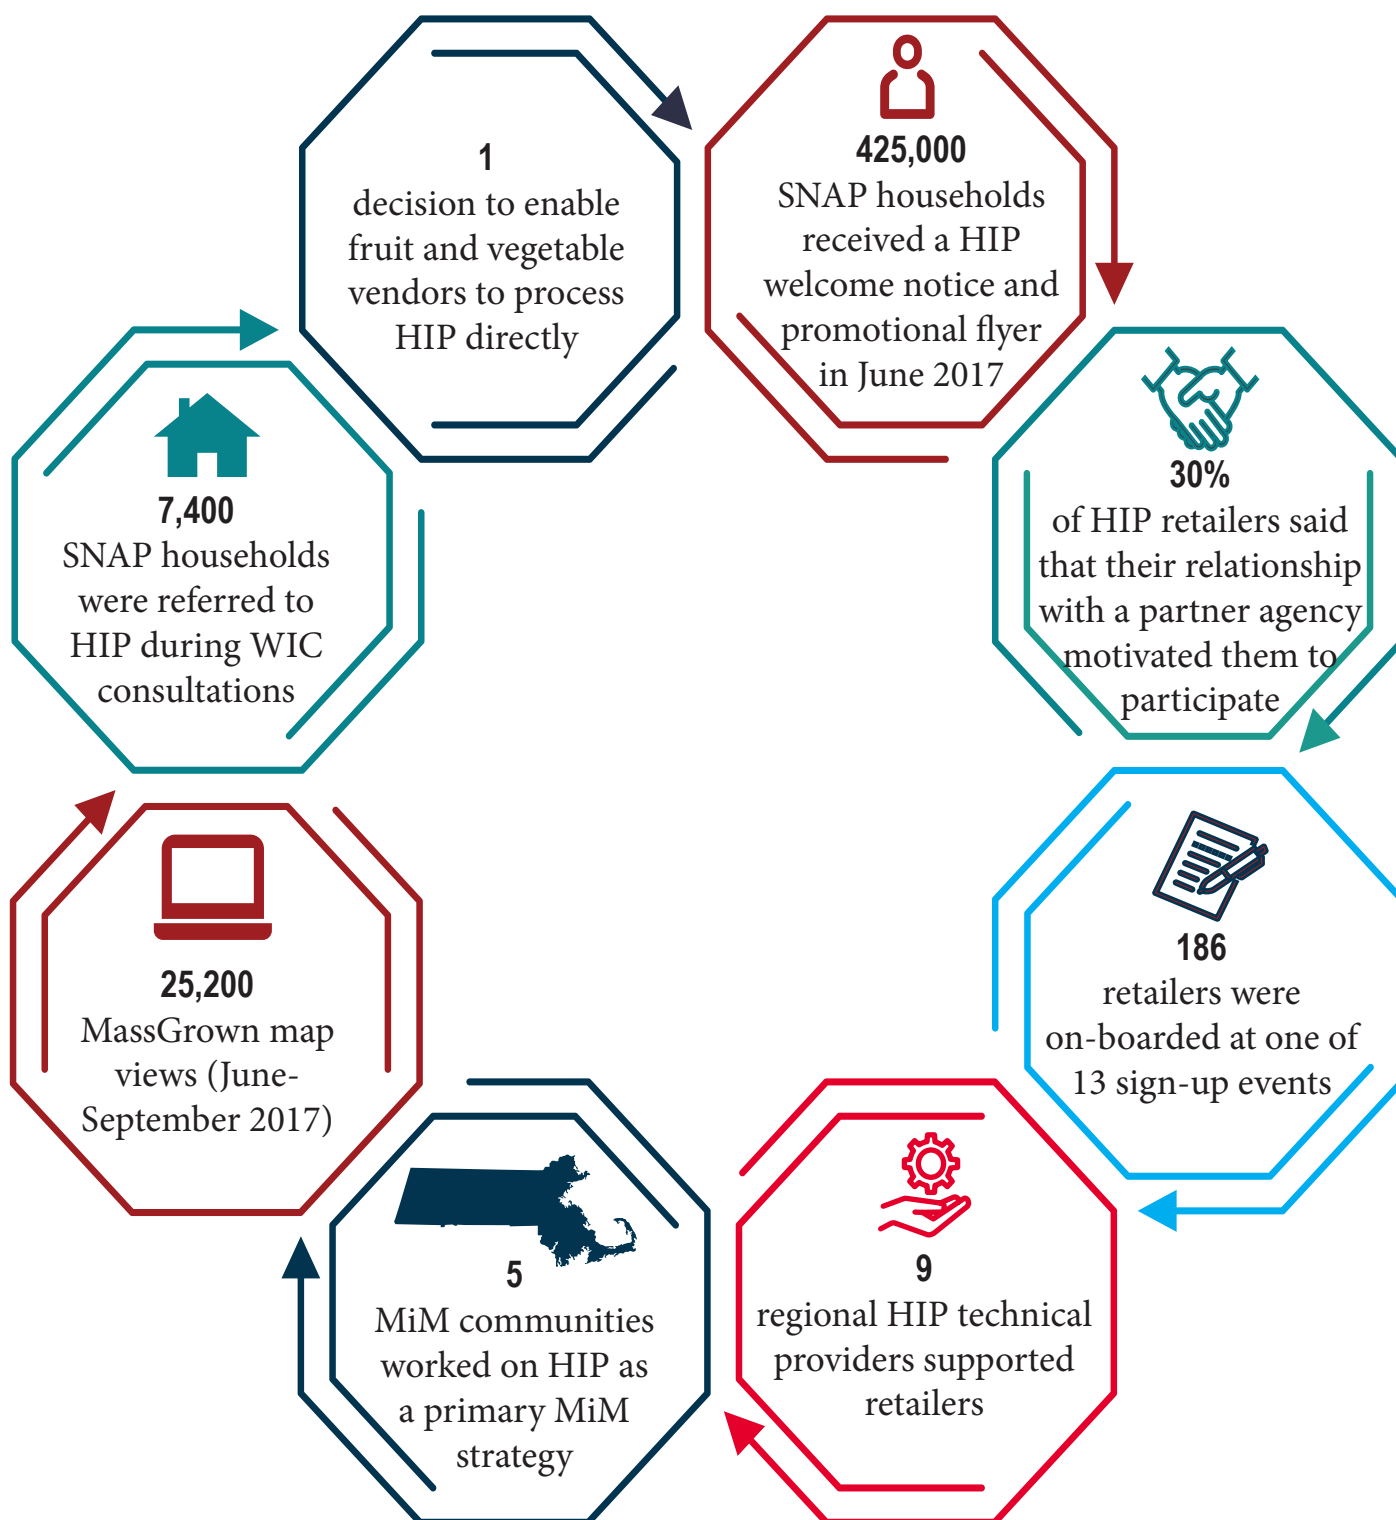 1
decision to enable
fruit and vegetable
vendors to process
HIP directly
425,000
SNAP households
received a HIP
welcome notice and
promotional flyer
in June 2017
30%
of HIP retailers said
that their relationship
with a partner agency
motivated them to
participate
186
retailers were
on-boarded at one of
13 sign-up events
9
regional HIP technical
providers supported
retailers
5
MiM communities
worked on HIP as
a primary MiM
strategy
25,200
MassGrown map
views (June-
September 2017)
7,400
SNAP households
were referred to
HIP during WIC
consultations